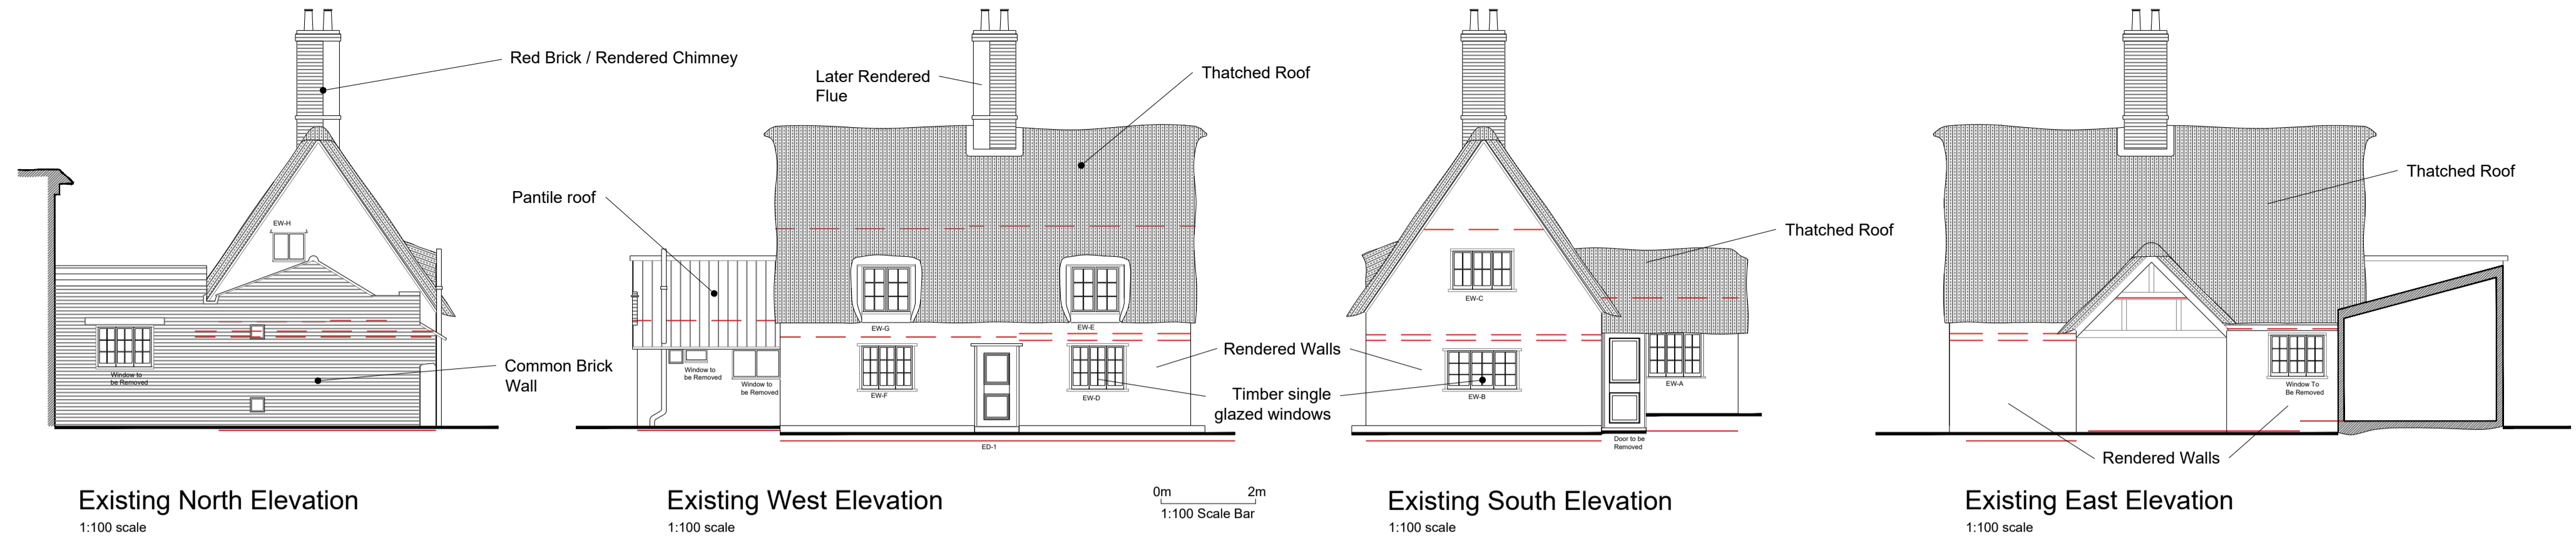 Red Brick / Rendered Chimney
EW-H
Window to
be Removed
Common Brick
Wall
Existing North Elevation
1:100 scale
Later Rendered
Flue
Thatched Roof
Pantile roof
EW-G
EW-E
Window to
be Removed
Window to
be Removed
EW-F
EW-D
Rendered Walls
Timber single
glazed windows
ED-1
Existing West Elevation
1:100 scale
0m
2m
1:100 Scale Bar
Thatched Roof
EW-C
EW-B
EW-A
Door to be
Removed
Existing South Elevation
1:100 scale
Thatched Roof
Window To
Be Removed
Rendered Walls
Existing East Elevation
1:100 scale